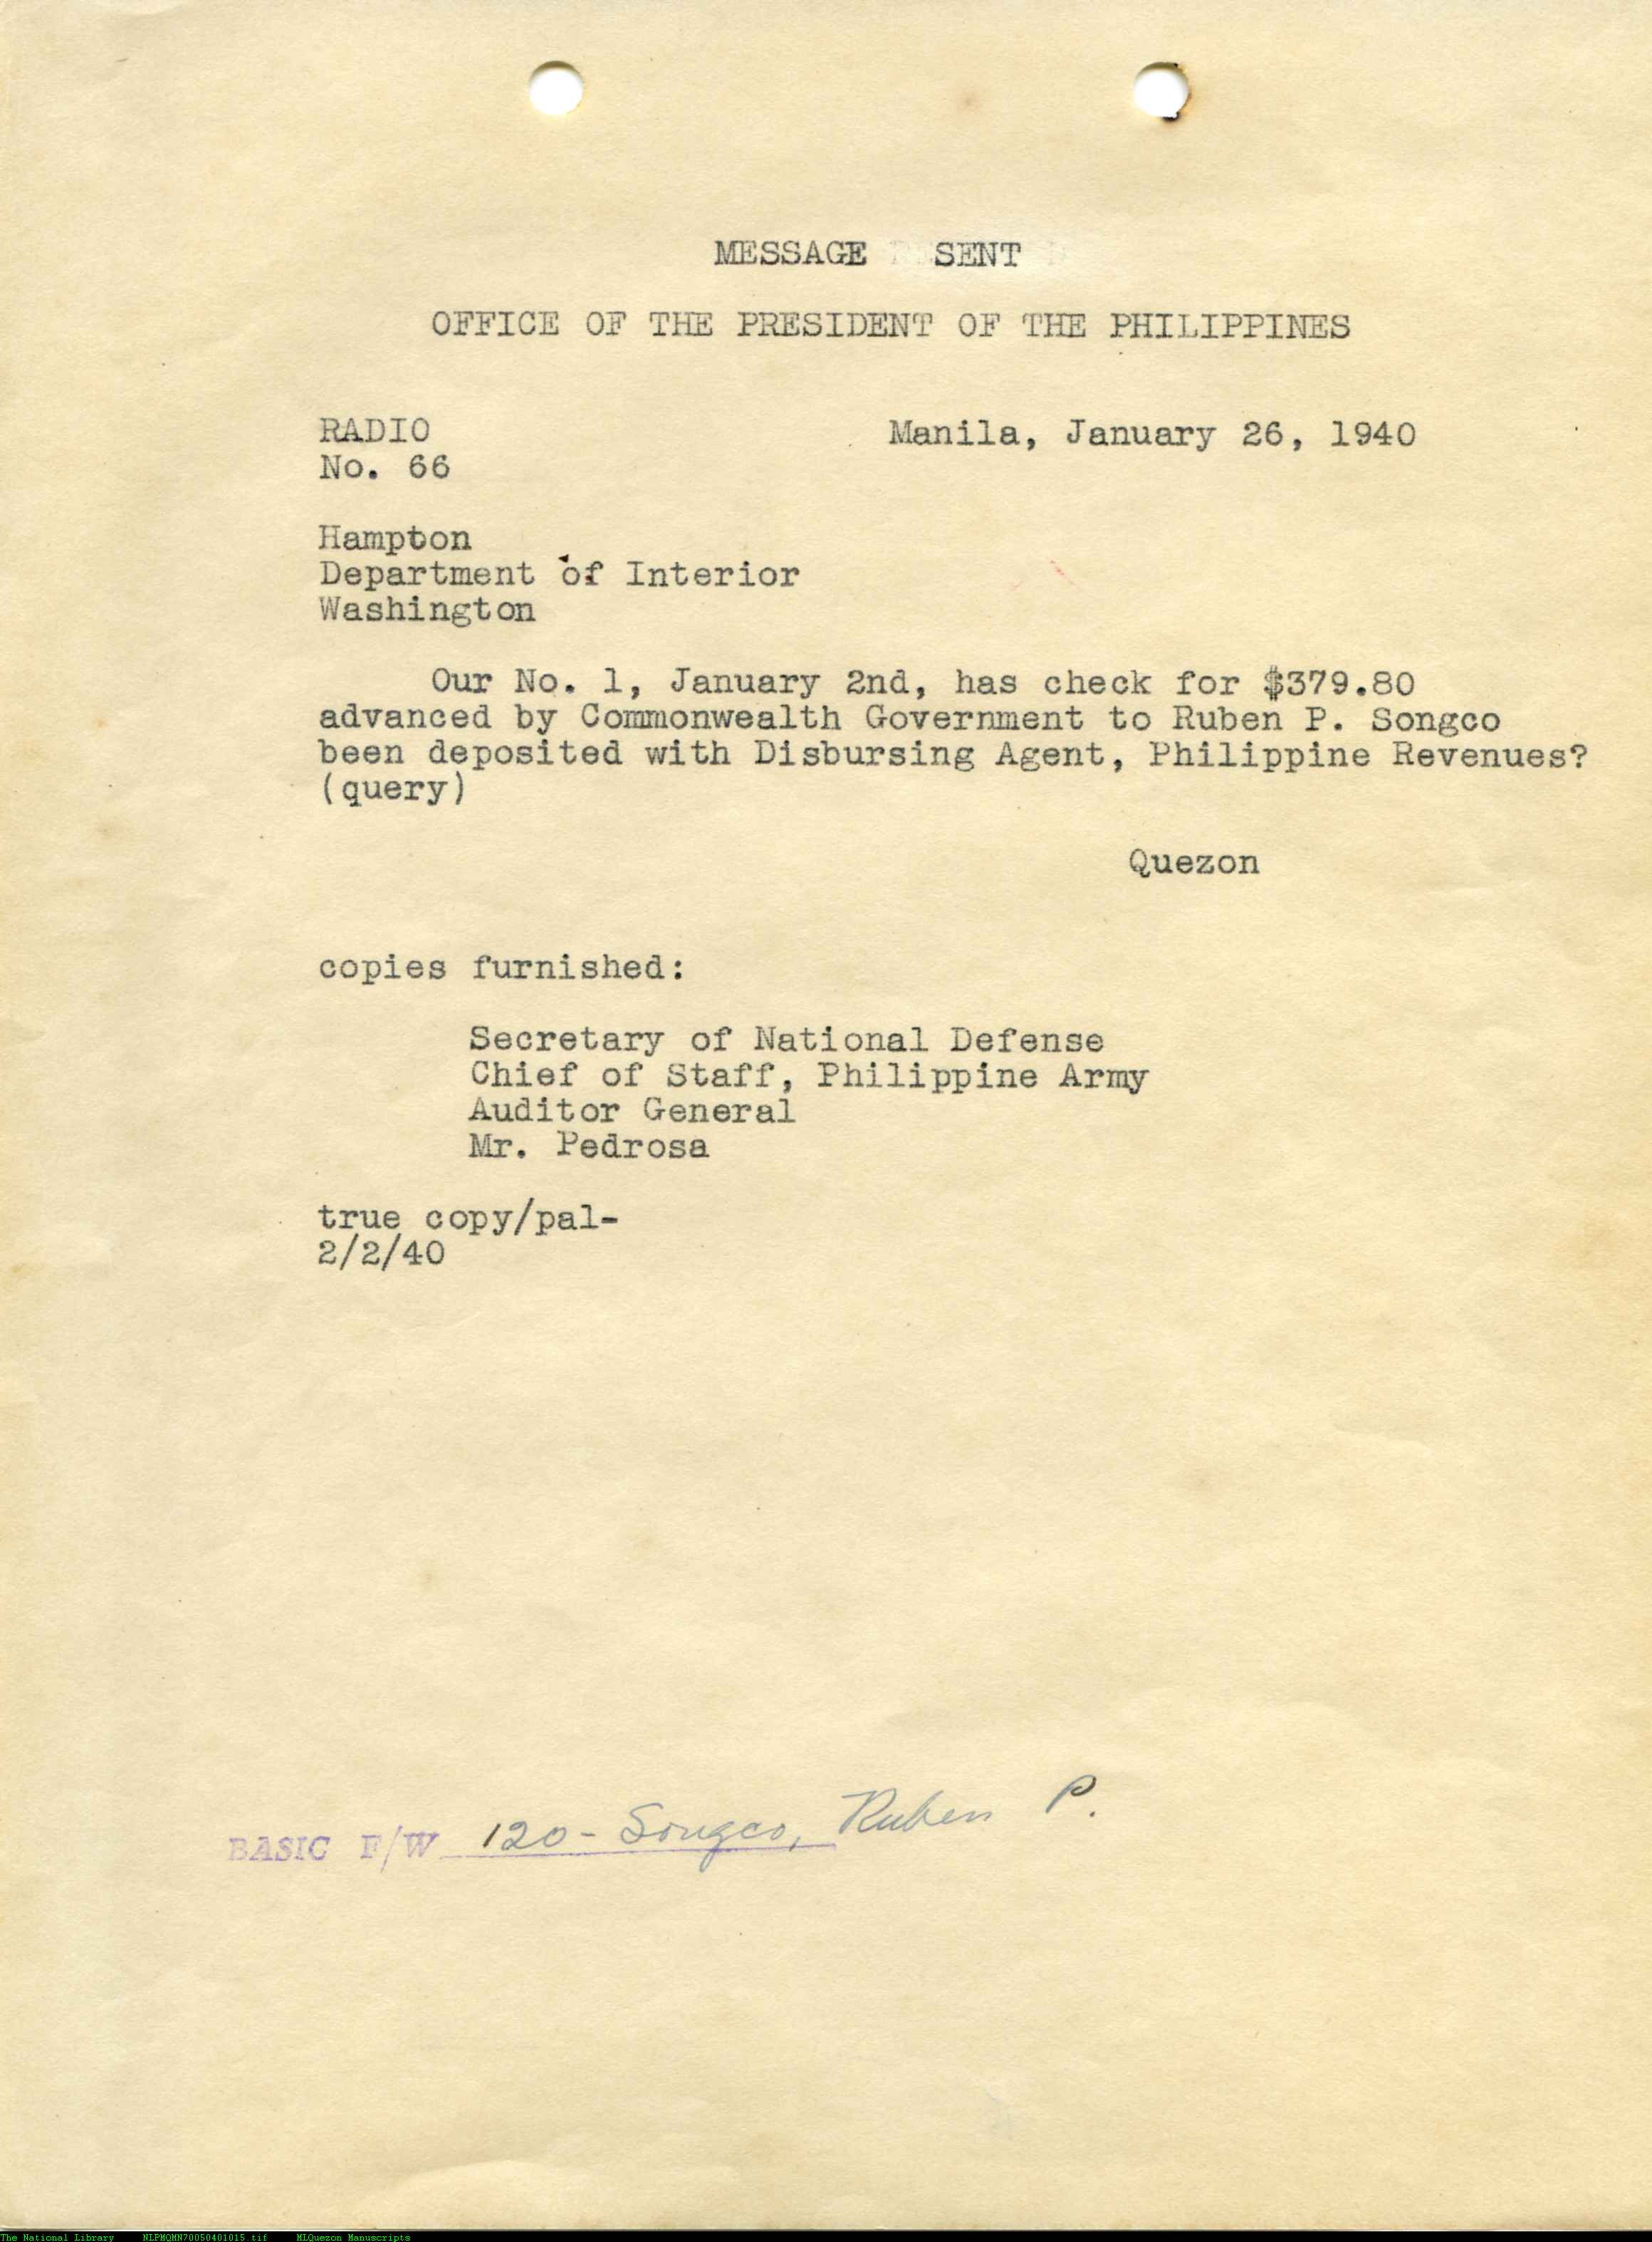 MESSAGE SENT
OFFICE OF THE PRESIDENT OF THE PHILIPPINES
RADIO
No. 66
Manila, January 26, 1940
Hampton
Department of Interior
Washington
Our No. 1, January 2nd, has check for $379.80
advanced by Commonwealth Government to Ruben P. Songco
been deposited with Disbursing Agent, Philippine Revenues?
(query)
Quezon
copies furnished:
Secretary of National Defense
Chief of Staff, Philippine Army
Auditor General
Mr. Pedrosa
true copy/pal-
2/2/40
BASIC F/W 120- Songco, Ruben P.
The National Library NLPMQMN70050401015.tif MLQuezon Manuscripts